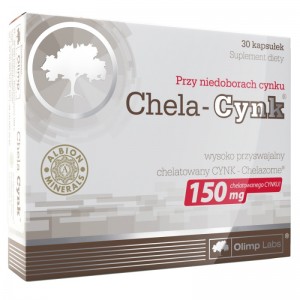 30 kapsułek
Suplement diety
Przy niedoborach cynku
Chela-Cynk®
ALBION
MINERALS
wysoko przyswajalny
chelatowany CYNK - Chelazome®
150 mg
chelatowanego CYNKU
Olimp Labs®
Chela Cynk